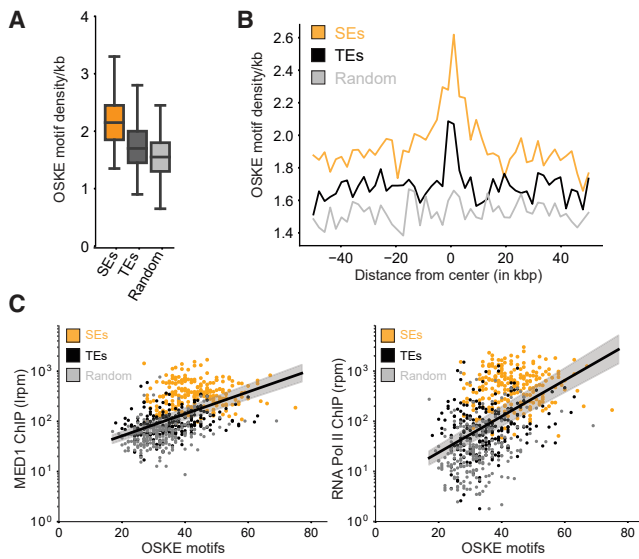 A
OSKE motif density/kb
4
3
2
1
0
SEs
TEs
Random
B
OSKE motif density/kb
2.6
2.4
2.2
2.0
1.8
1.6
1.4
SEs
TEs
Random
−40
−20
0
20
40
Distance from center (in kbp)
C
MED1 ChIP (lrpm)
10³
10²
10¹
10⁰
SEs
TEs
Random
20
40
60
80
OSKE motifs
RNA Pol II ChIP (rpm)
10³
10²
10¹
10⁰
SEs
TEs
Random
20
40
60
80
OSKE motifs